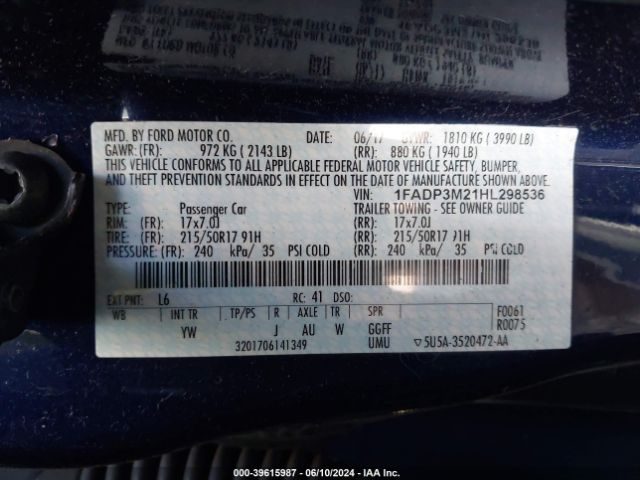 MFD. BY FORD MOTOR CO. DATE: 06/17 GVWR: 1810 KG ( 3990 LB)
GAWR: (FR): 972 KG ( 2143 LB) (RR): 880 KG ( 1940 LB)
THIS VEHICLE CONFORMS TO ALL APPLICABLE FEDERAL MOTOR VEHICLE SAFETY, BUMPER,
AND THEFT PREVENTION STANDARDS IN EFFECT ON THE DATE OF MANUFACTURE SHOWN ABOVE.
VIN: 1FADP3M21HL298536
TYPE: Passenger Car TRAILER TOWING - SEE OWNER GUIDE
RIM: (FR): 17x7.0J (RR): 17x7.0J
TIRE: (FR): 215/50R17 91H (RR): 215/50R17 91H
PRESSURE: (FR): 240 kPa/ 35 PSI COLD (RR): 240 kPa/ 35 PSI COLD
EXT PNT: L6 RC: 41 DSO:
WB INT TR TP/PS R AXLE TR SPR F0061
R0075
YW J AU W GGFF
3201706141349 UMU ▽5U5A-3520472-AA
000-39615987 - 06/10/2024 - IAA Inc.